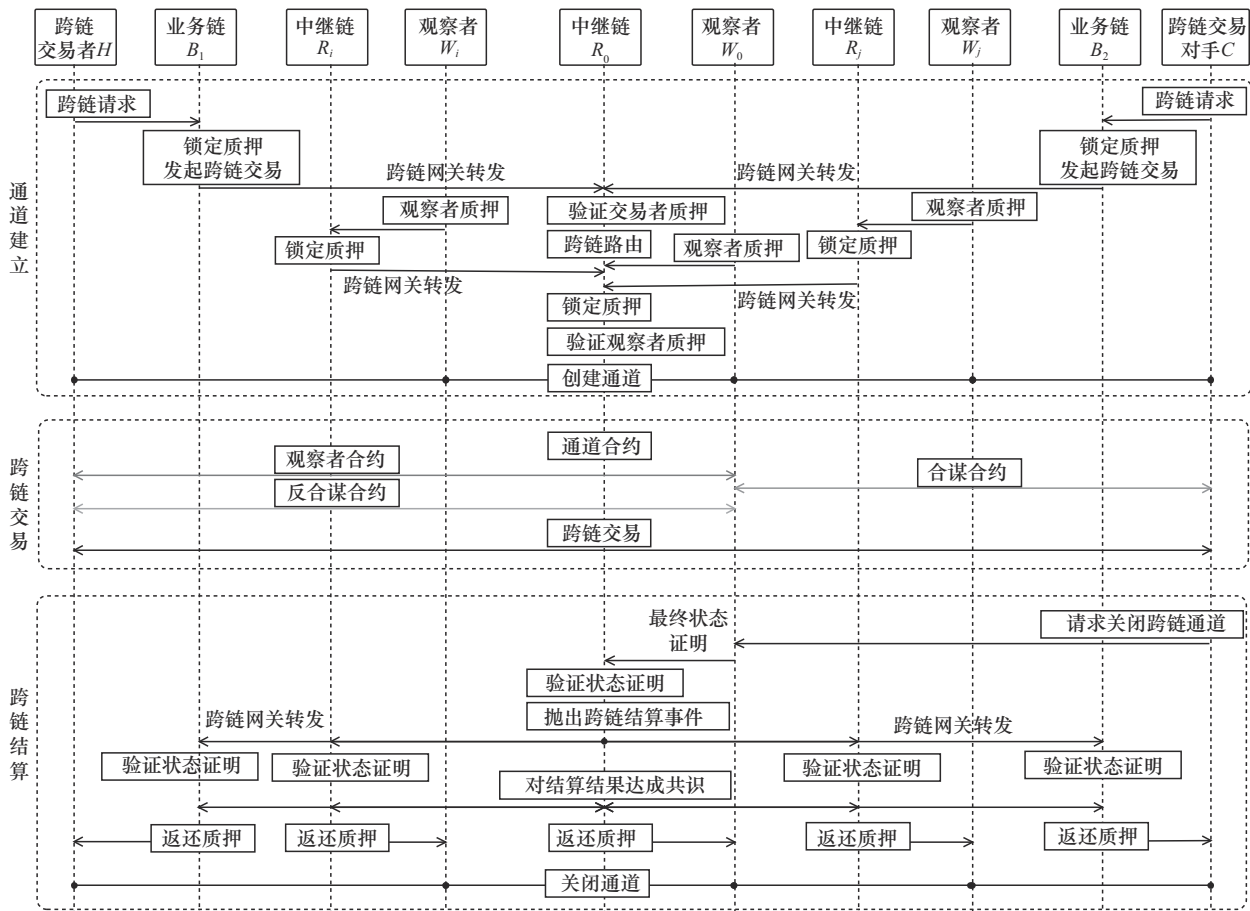 跨链
交易者H
业务链
B₁
中继链
Rᵢ
观察者
Wᵢ
中继链
R₀
观察者
W₀
中继链
Rⱼ
观察者
Wⱼ
业务链
B₂
跨链交易
对手C
通道建立
跨链请求
跨链请求
锁定质押
发起跨链交易
锁定质押
发起跨链交易
跨链网关转发
跨链网关转发
观察者质押
验证交易者质押
观察者质押
锁定质押
跨链路由
观察者质押
锁定质押
跨链网关转发
跨链网关转发
锁定质押
验证观察者质押
创建通道
跨链交易
通道合约
观察者合约
合谋合约
反合谋合约
跨链交易
跨链结算
最终状态
证明
请求关闭跨链通道
验证状态证明
抛出跨链结算事件
跨链网关转发
跨链网关转发
验证状态证明
验证状态证明
验证状态证明
验证状态证明
对结算结果达成共识
返还质押
返还质押
返还质押
返还质押
返还质押
关闭通道